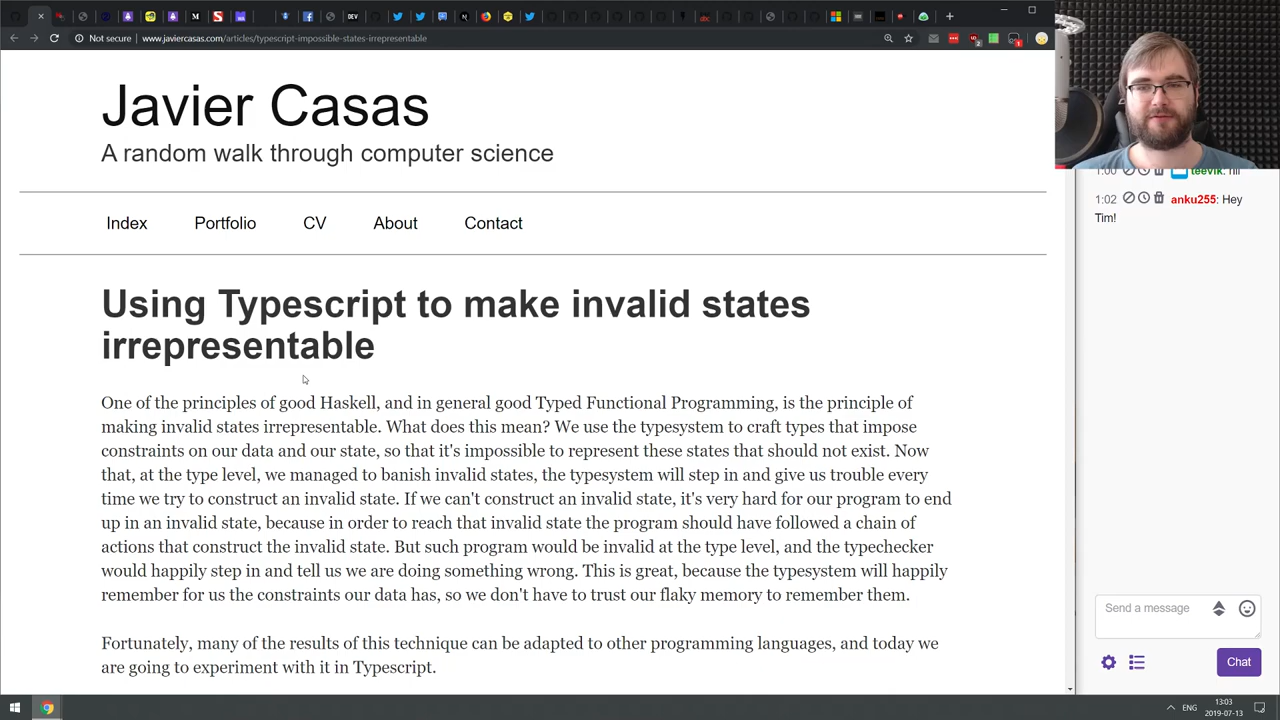 DEV
abc
Not secure
www.javiercasas.com/articles/typescript-impossible-states-irrepresentable
Javier Casas
A random walk through computer science
Index
Portfolio
CV
About
Contact
Using Typescript to make invalid states
irrepresentable
One of the principles of good Haskell, and in general good Typed Functional Programming, is the principle of
making invalid states irrepresentable. What does this mean? We use the typesystem to craft types that impose
constraints on our data and our state, so that it's impossible to represent these states that should not exist. Now
that, at the type level, we managed to banish invalid states, the typesystem will step in and give us trouble every
time we try to construct an invalid state. If we can't construct an invalid state, it's very hard for our program to end
up in an invalid state, because in order to reach that invalid state the program should have followed a chain of
actions that construct the invalid state. But such program would be invalid at the type level, and the typechecker
would happily step in and tell us we are doing something wrong. This is great, because the typesystem will happily
remember for us the constraints our data has, so we don't have to trust our flaky memory to remember them.
Fortunately, many of the results of this technique can be adapted to other programming languages, and today we
are going to experiment with it in Typescript.
1:00 teevik:
1:02 anku255: Hey
Tim!
Send a message
Chat
ENG
13:03
2019-07-13